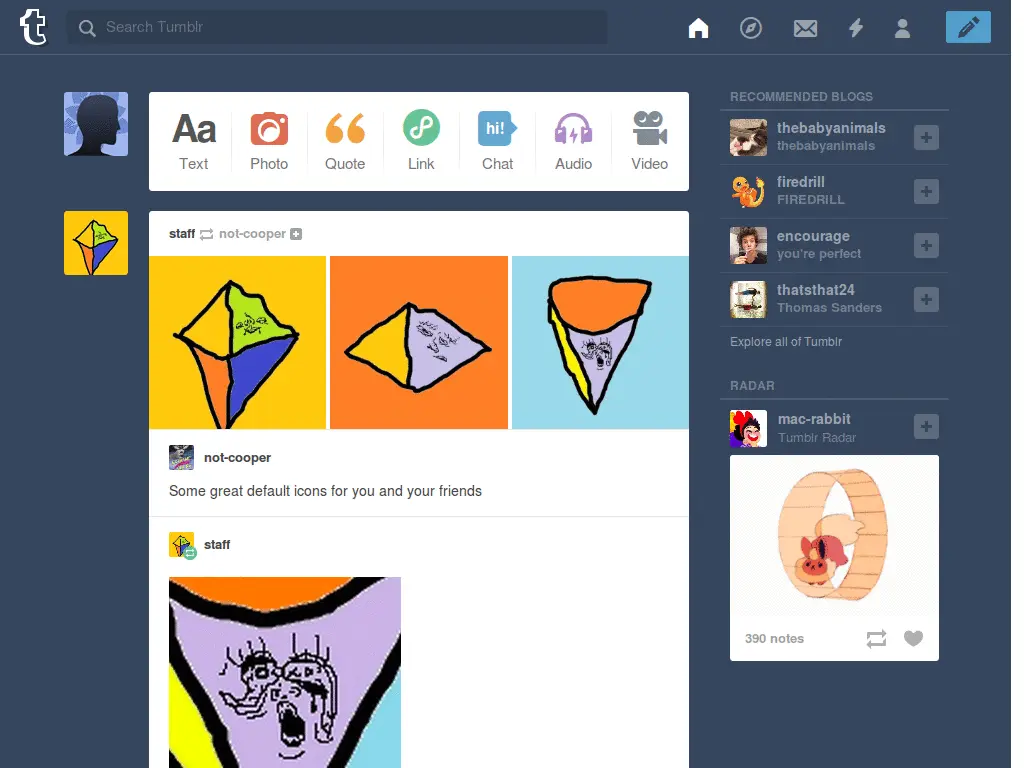 t
Search Tumblr
Aa
hi!
Text
Photo
Quote
Link
Chat
Audio
Video
staff not-cooper
not-cooper
Some great default icons for you and your friends
staff
RECOMMENDED BLOGS
thebabyanimals
thebabyanimals
firedrill
FIREDRILL
encourage
you're perfect
thatsthat24
Thomas Sanders
Explore all of Tumblr
RADAR
mac-rabbit
Tumblr Radar
390 notes